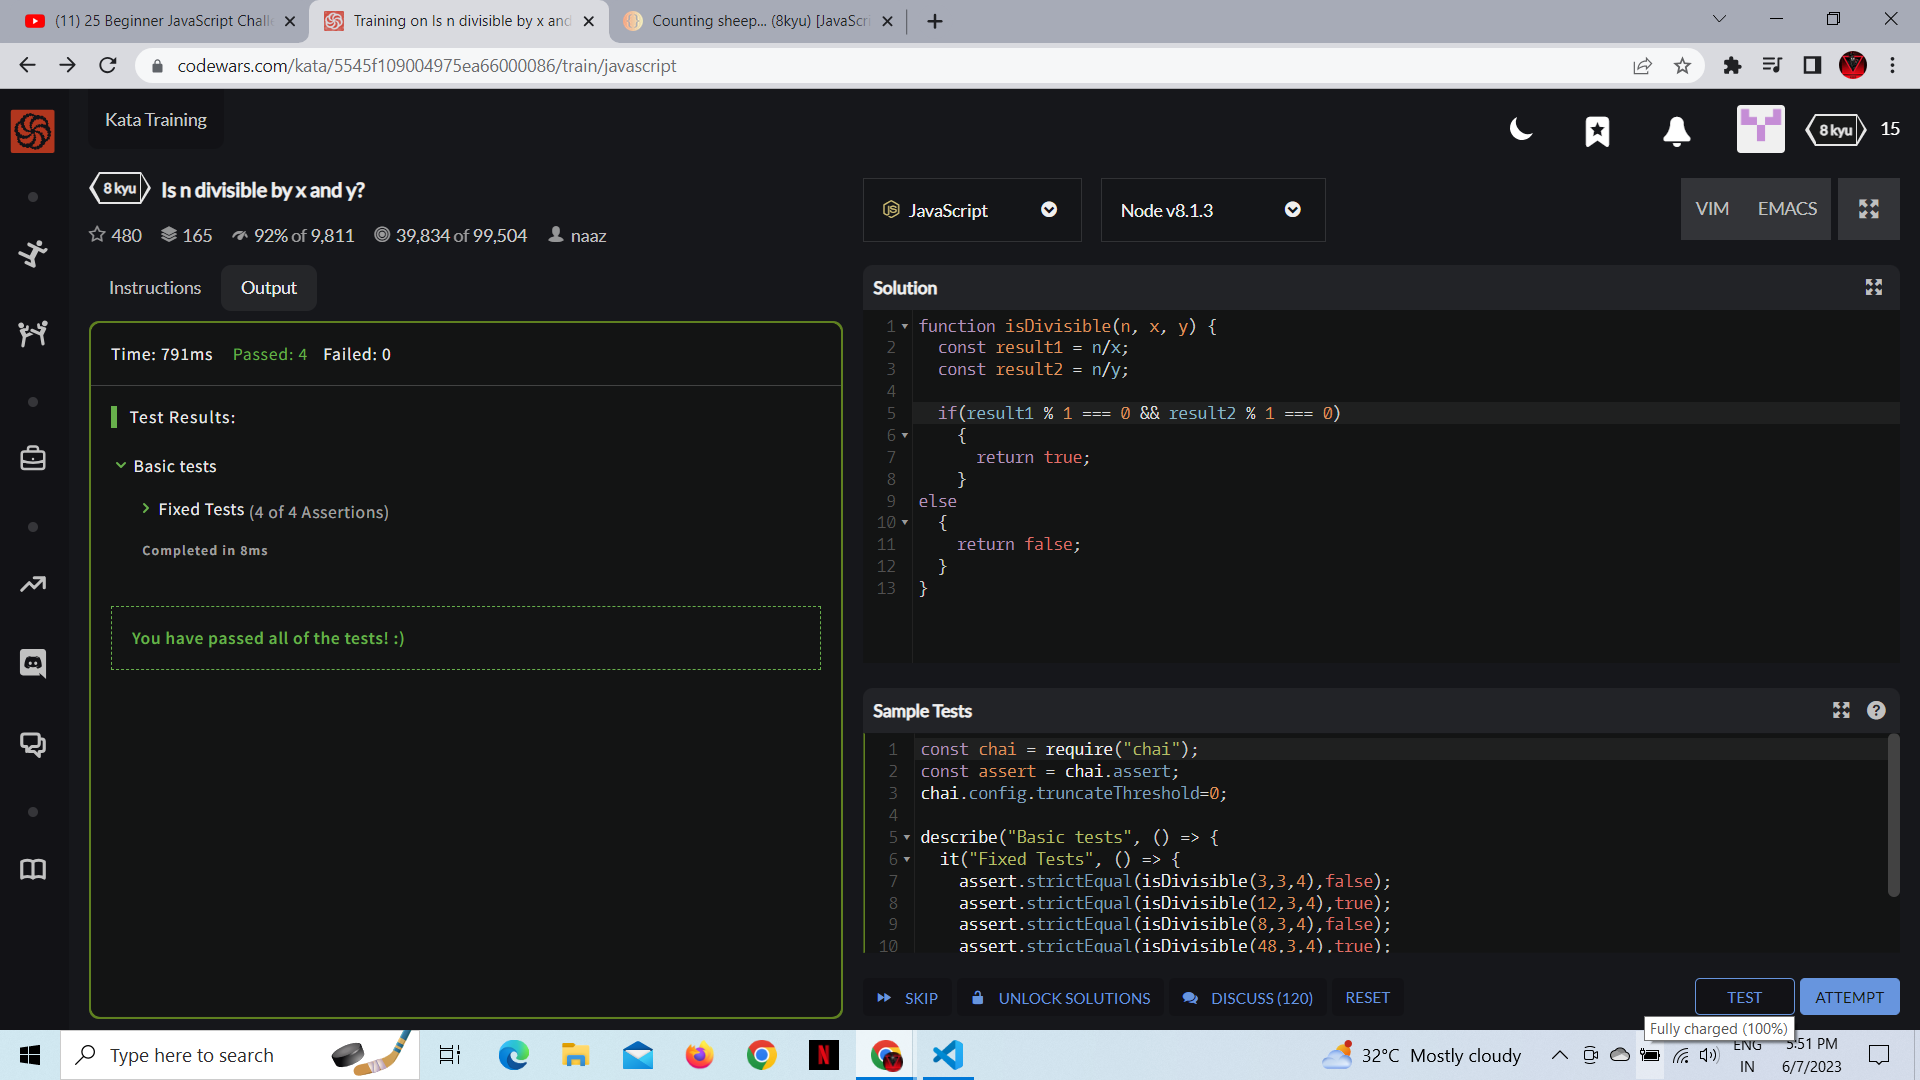 (11) 25 Beginner JavaScript Chall
Training on Is n divisible by x and
Counting sheep... (8kyu) [JavaScri
codewars.com/kata/5545f109004975ea66000086/train/javascript
Kata Training
8 kyu
15
8 kyu
Is n divisible by x and y?
480
165
92% of 9,811
39,834 of 99,504
naaz
JavaScript
Node v8.1.3
VIM
EMACS
Instructions
Output
Time: 791ms Passed: 4 Failed: 0
Test Results:
Basic tests
Fixed Tests (4 of 4 Assertions)
Completed in 8ms
You have passed all of the tests! :)
Solution
1 function isDivisible(n, x, y) {
2 const result1 = n/x;
3 const result2 = n/y;
4
5 if(result1 % 1 === 0 && result2 % 1 === 0)
6 {
7 return true;
8 }
9 else
10 {
11 return false;
12 }
13 }
Sample Tests
1 const chai = require("chai");
2 const assert = chai.assert;
3 chai.config.truncateThreshold=0;
4
5 describe("Basic tests", () => {
6 it("Fixed Tests", () => {
7 assert.strictEqual(isDivisible(3,3,4),false);
8 assert.strictEqual(isDivisible(12,3,4),true);
9 assert.strictEqual(isDivisible(8,3,4),false);
10 assert.strictEqual(isDivisible(48,3,4),true);
SKIP
UNLOCK SOLUTIONS
DISCUSS (120)
RESET
TEST
ATTEMPT
Fully charged (100%)
Type here to search
32°C Mostly cloudy
ENG
IN
5:51 PM
6/7/2023